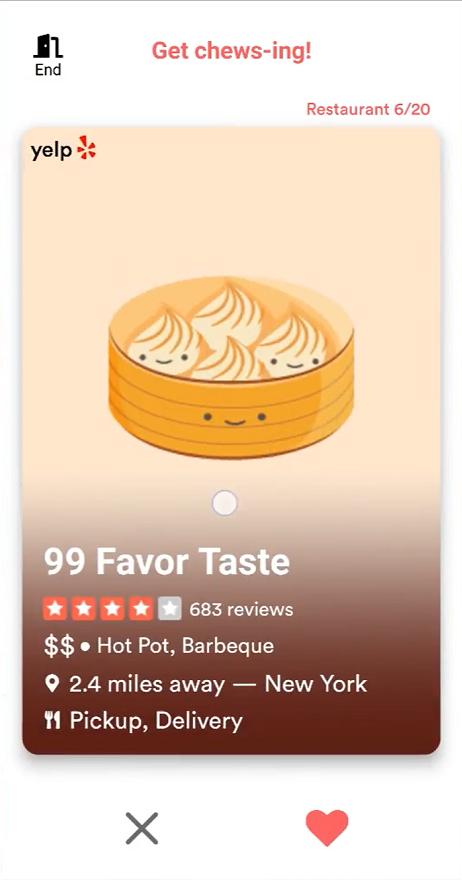 Get chews-ing!
End
Restaurant 6/20
yelp
99 Favor Taste
683 reviews
$$ • Hot Pot, Barbeque
2.4 miles away — New York
Pickup, Delivery